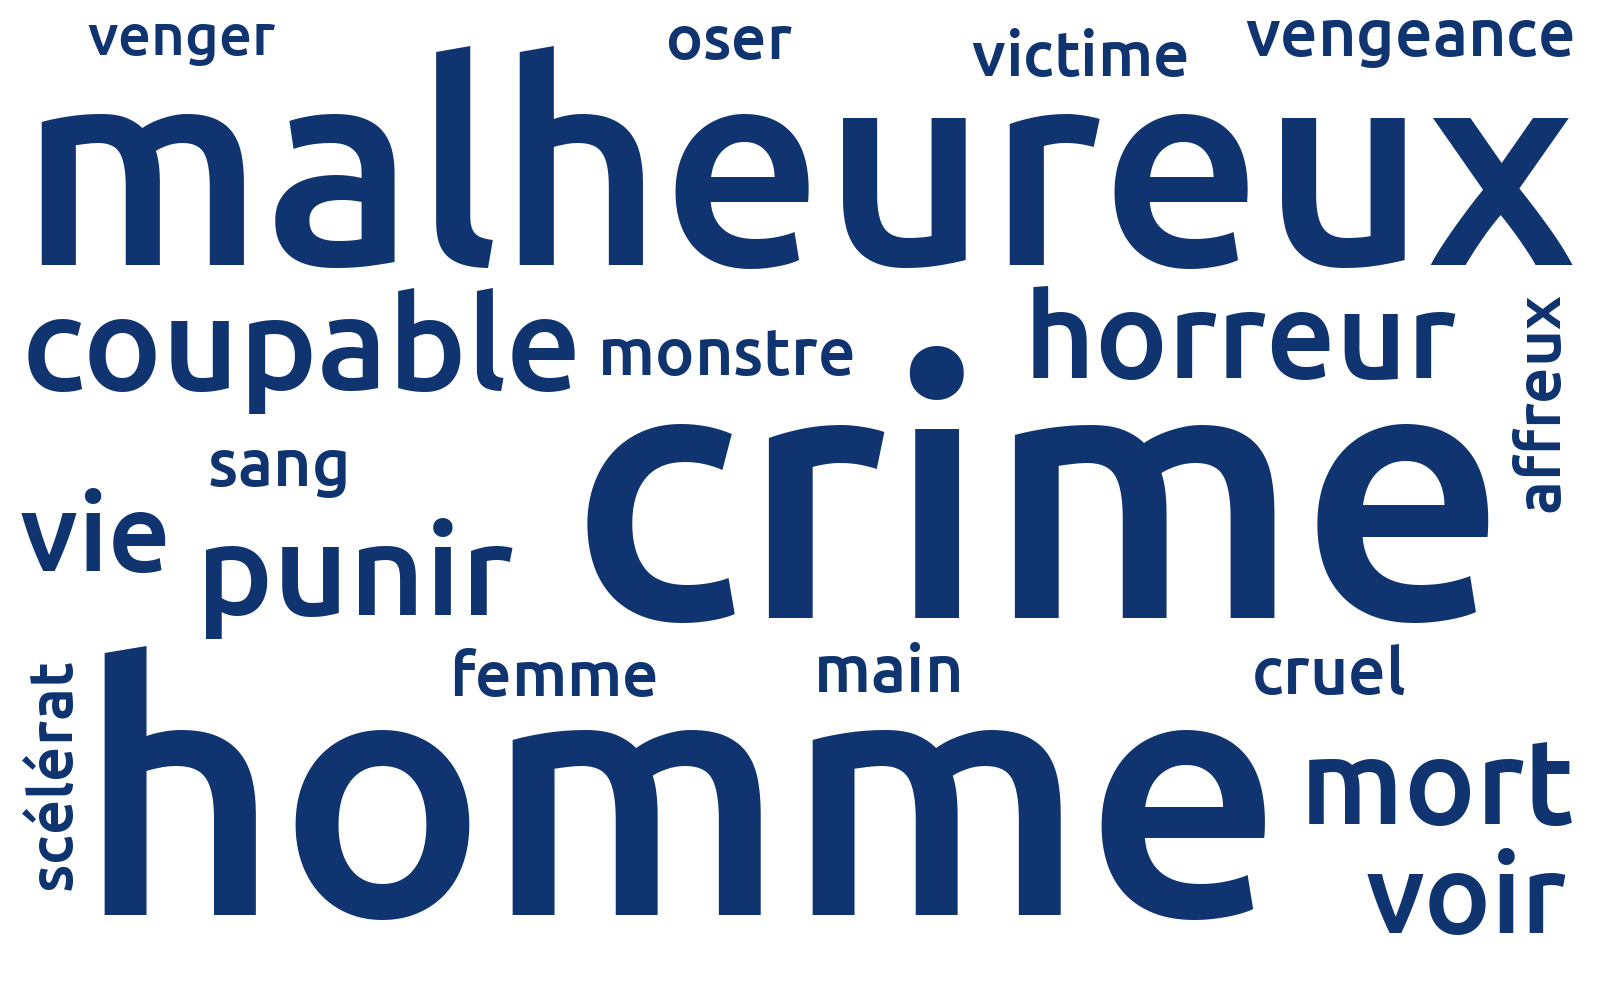 venger
oser
victime
vengeance
malheureux
coupable
monstre
horreur
affreux
crime
sang
vie
punir
femme
main
cruel
scélérat
homme
mort
voir